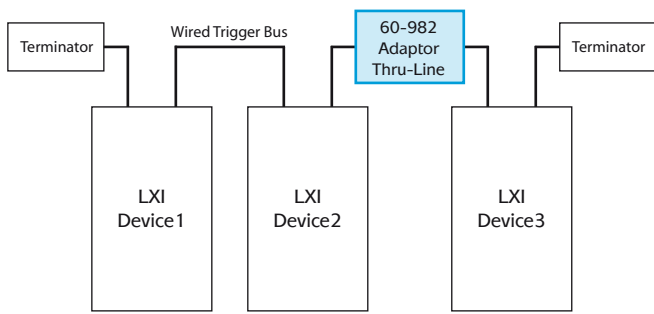 Terminator
Wired Trigger Bus
60-982
Adaptor
Thru-Line
Terminator
LXI
Device1
LXI
Device2
LXI
Device3